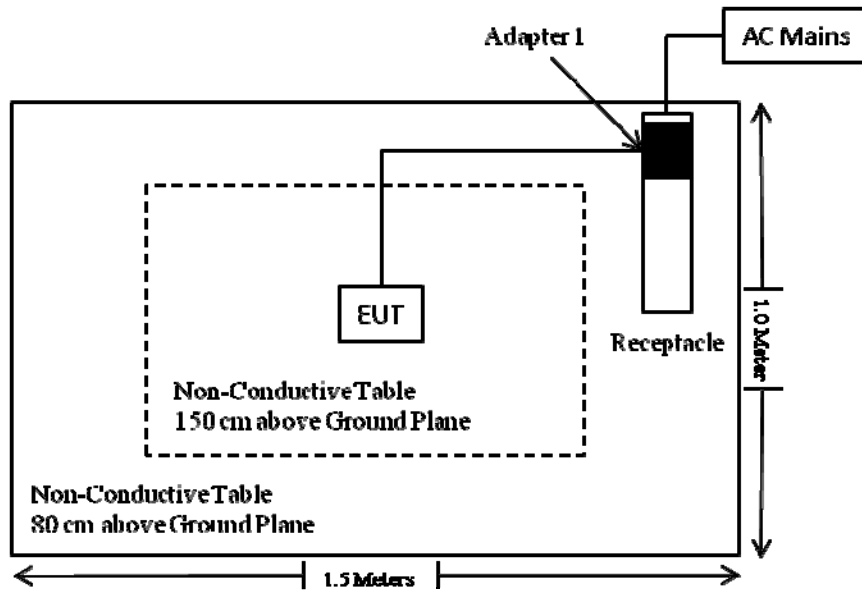 Adapter 1
AC Mains
EUT
Receptacle
1.0 Meter
Non-Conductive Table
150 cm above Ground Plane
Non-Conductive Table
80 cm above Ground Plane
1.5 Meters